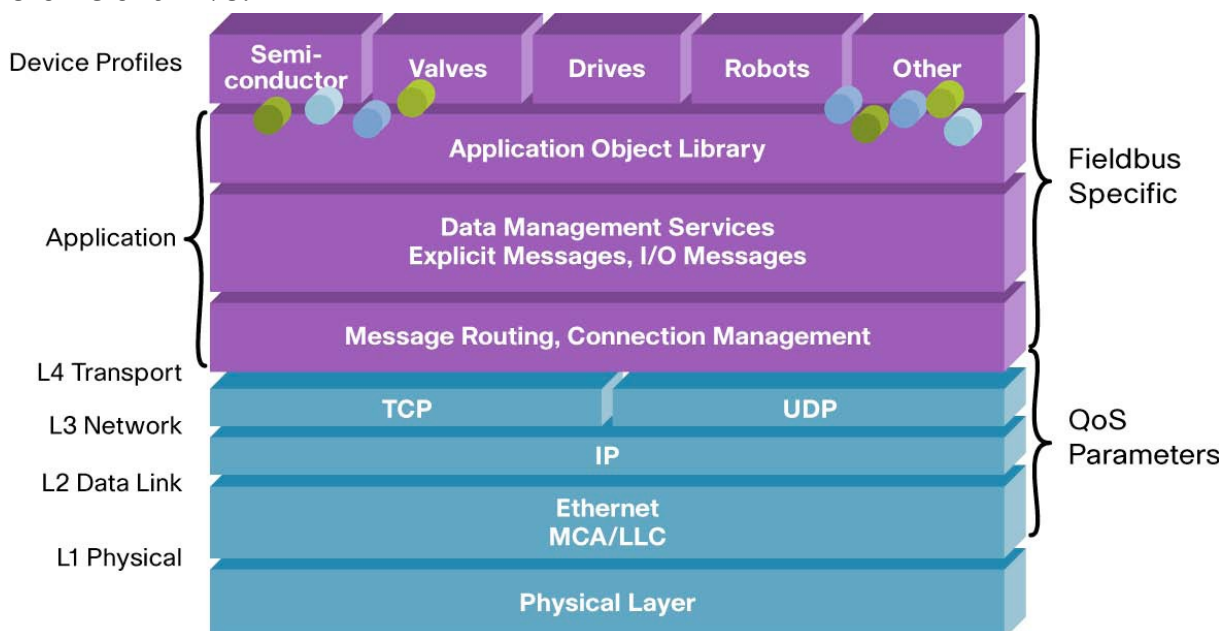 Device Profiles
Semi-
conductor
Valves
Drives
Robots
Other
Application Object Library
Application
Data Management Services
Explicit Messages, I/O Messages
Message Routing, Connection Management
Fieldbus
Specific
L4 Transport
TCP
UDP
L3 Network
IP
QoS
Parameters
L2 Data Link
Ethernet
MCA/LLC
L1 Physical
Physical Layer